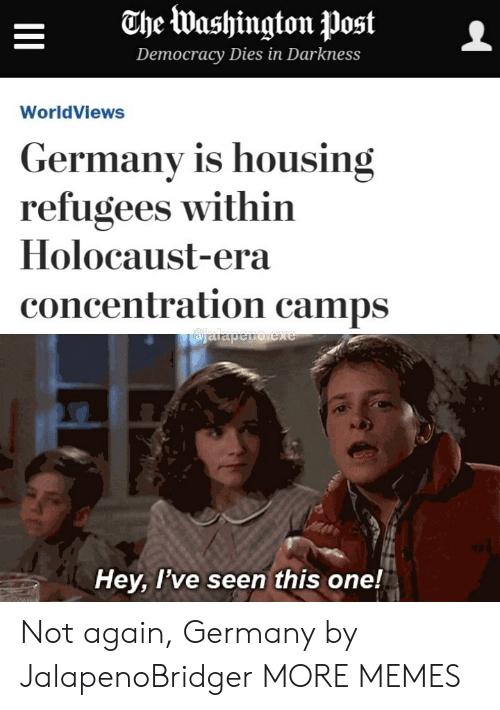 The Washington Post
Democracy Dies in Darkness
WorldViews
Germany is housing
refugees within
Holocaust-era
concentration camps
@jalapeno.exe
Hey, I've seen this one!
Not again, Germany by
JalapenoBridger MORE MEMES